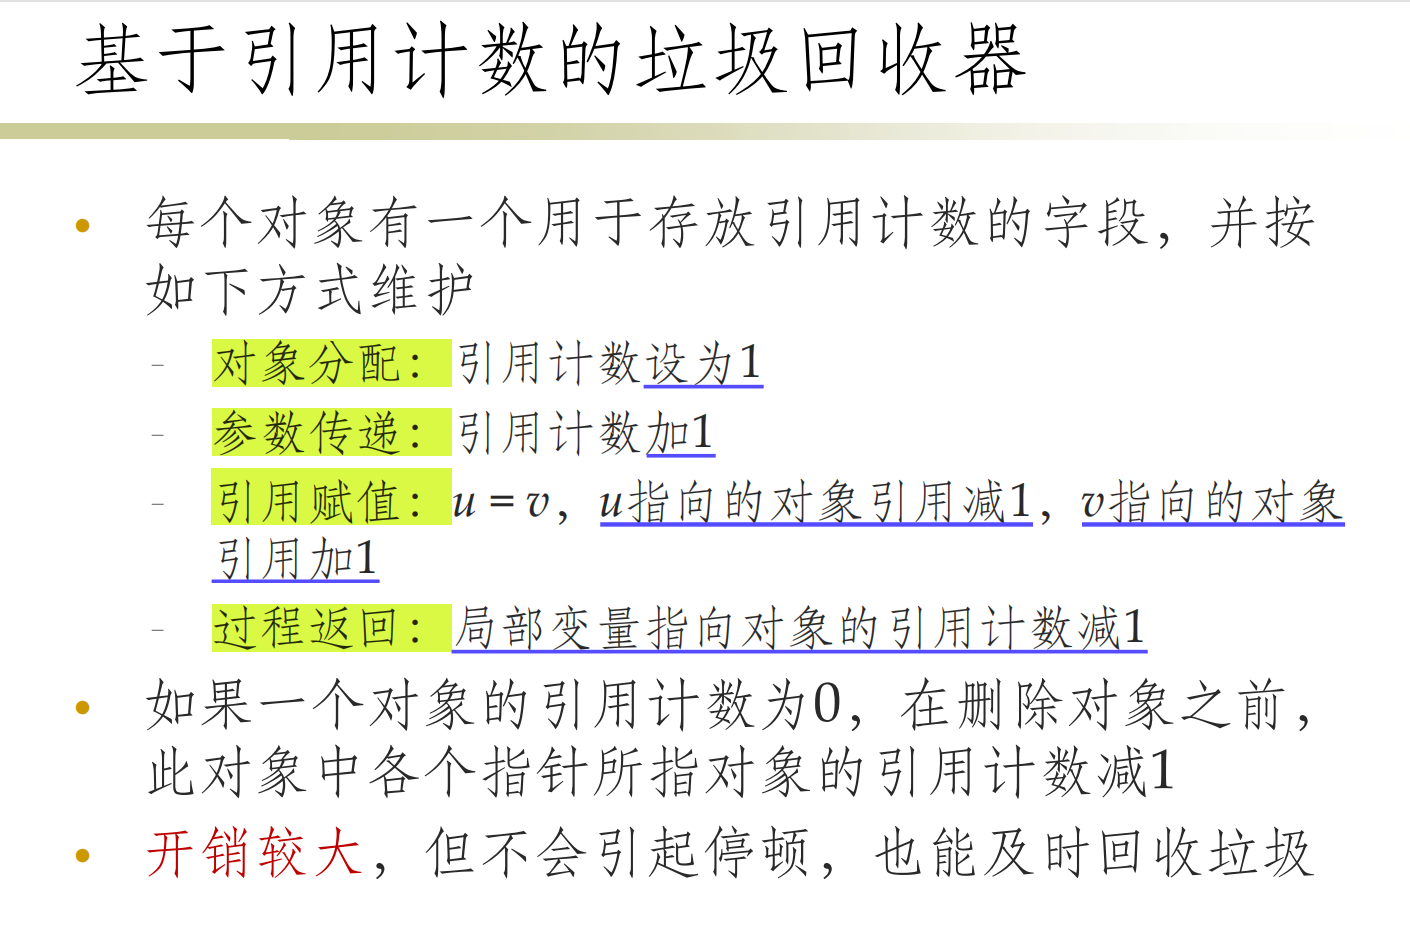 基于引用计数的垃圾回收器
• 每个对象有一个用于存放引用计数的字段，并按
如下方式维护
– 对象分配：引用计数设为1
– 参数传递：引用计数加1
– 引用赋值：u = v，u指向的对象引用减1，v指向的对象
引用加1
– 过程返回：局部变量指向对象的引用计数减1
• 如果一个对象的引用计数为0，在删除对象之前，
此对象中各个指针所指对象的引用计数减1
• 开销较大，但不会引起停顿，也能及时回收垃圾